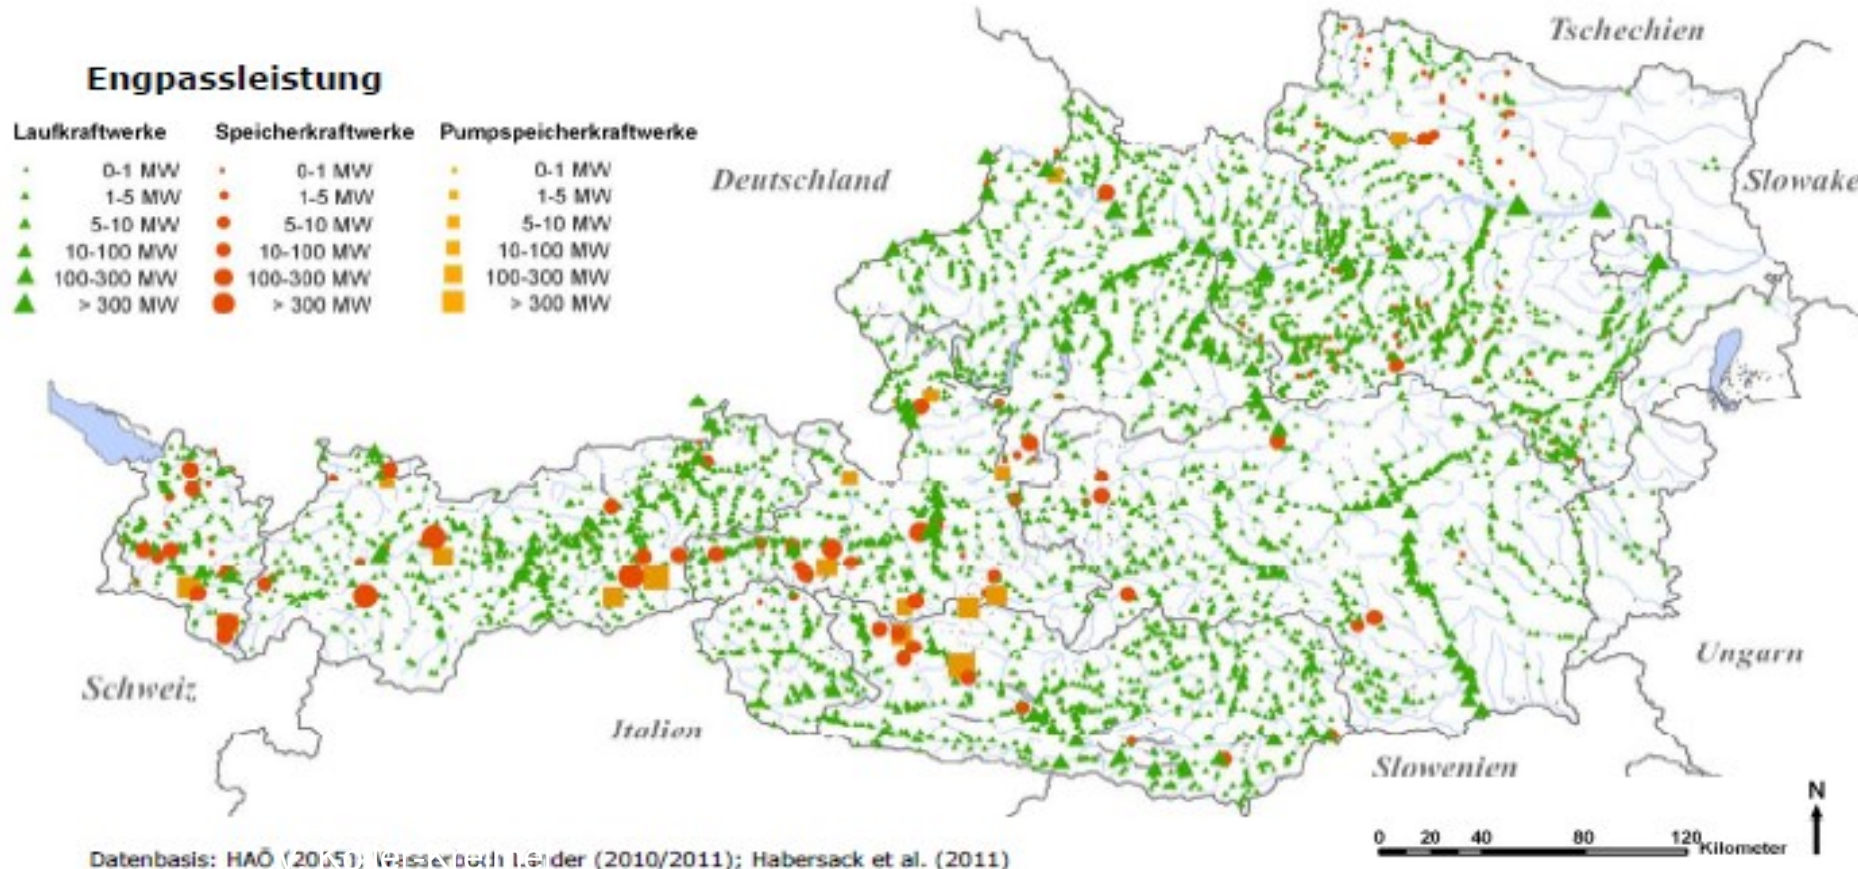 Tschechien
Engpassleistung
Laufkraftwerke Speicherkraftwerke Pumpspeicherkraftwerke
0-1 MW 0-1 MW 0-1 MW
1-5 MW 1-5 MW 1-5 MW
5-10 MW 5-10 MW 5-10 MW
10-100 MW 10-100 MW 10-100 MW
100-300 MW 100-300 MW 100-300 MW
> 300 MW > 300 MW > 300 MW
Deutschland
Slowake
Schweiz
Italien
Ungarn
Slowenien
N
0 20 40 80 120 Kilometer
Datenbasis: HAÖ (2005); (2010/2011); Habersack et al. (2011)